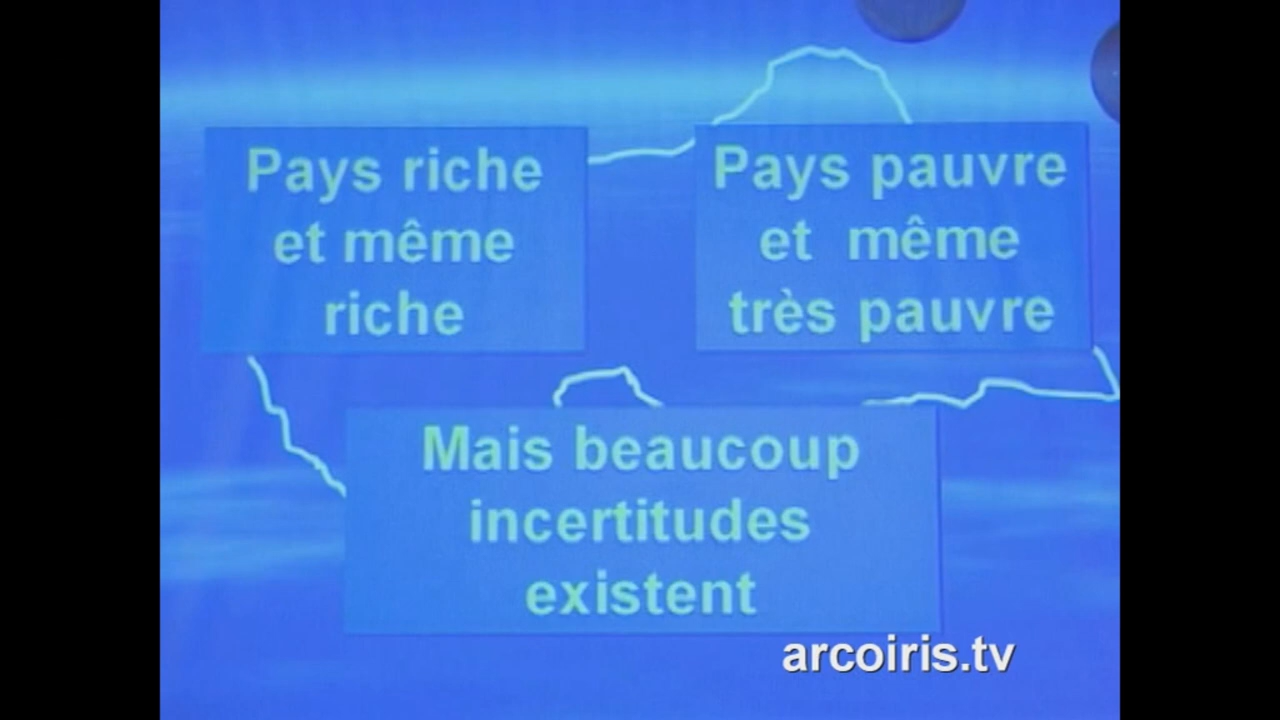 Pays riche
et même
riche
Pays pauvre
et même
très pauvre
Mais beaucoup
incertitudes
existent
arcoiris.tv